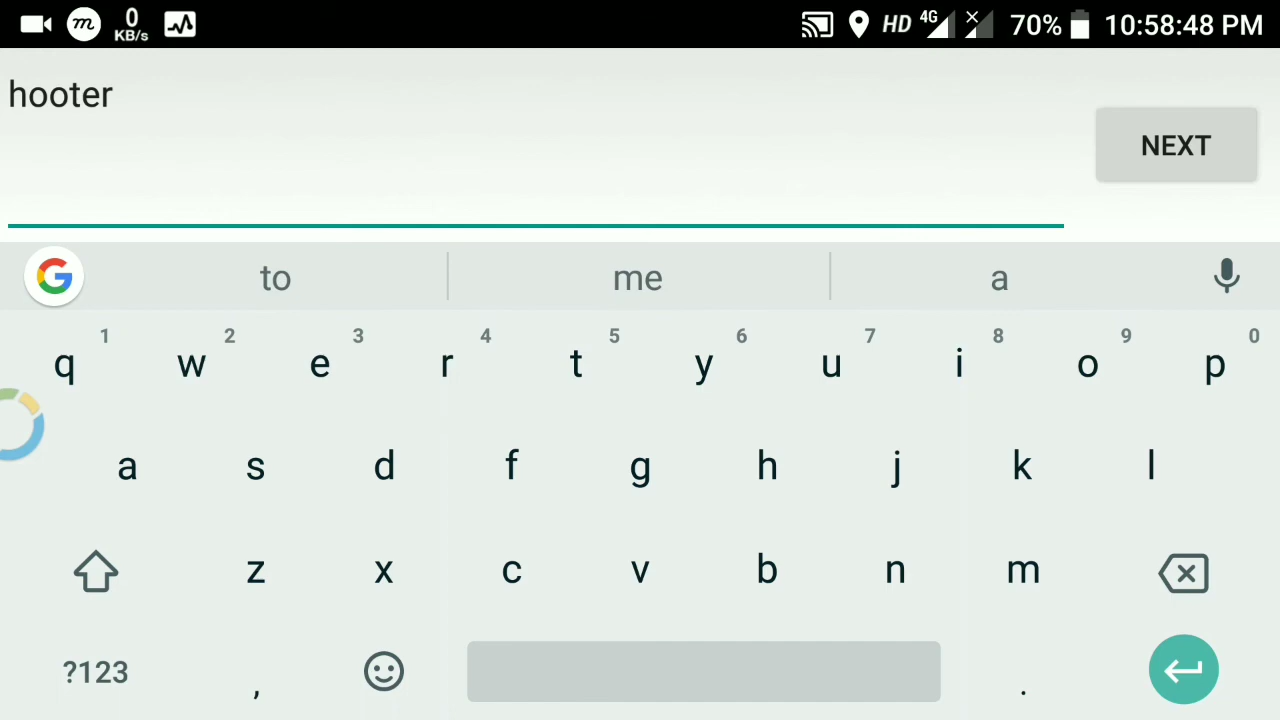 m 0 KB/s HD 4G 70% 10:58:48 PM
hooter
NEXT
G to me a
1 2 3 4 5 6 7 8 9 0
q w e r t y u i o p
a s d f g h j k l
z x c v b n m
?123 , .